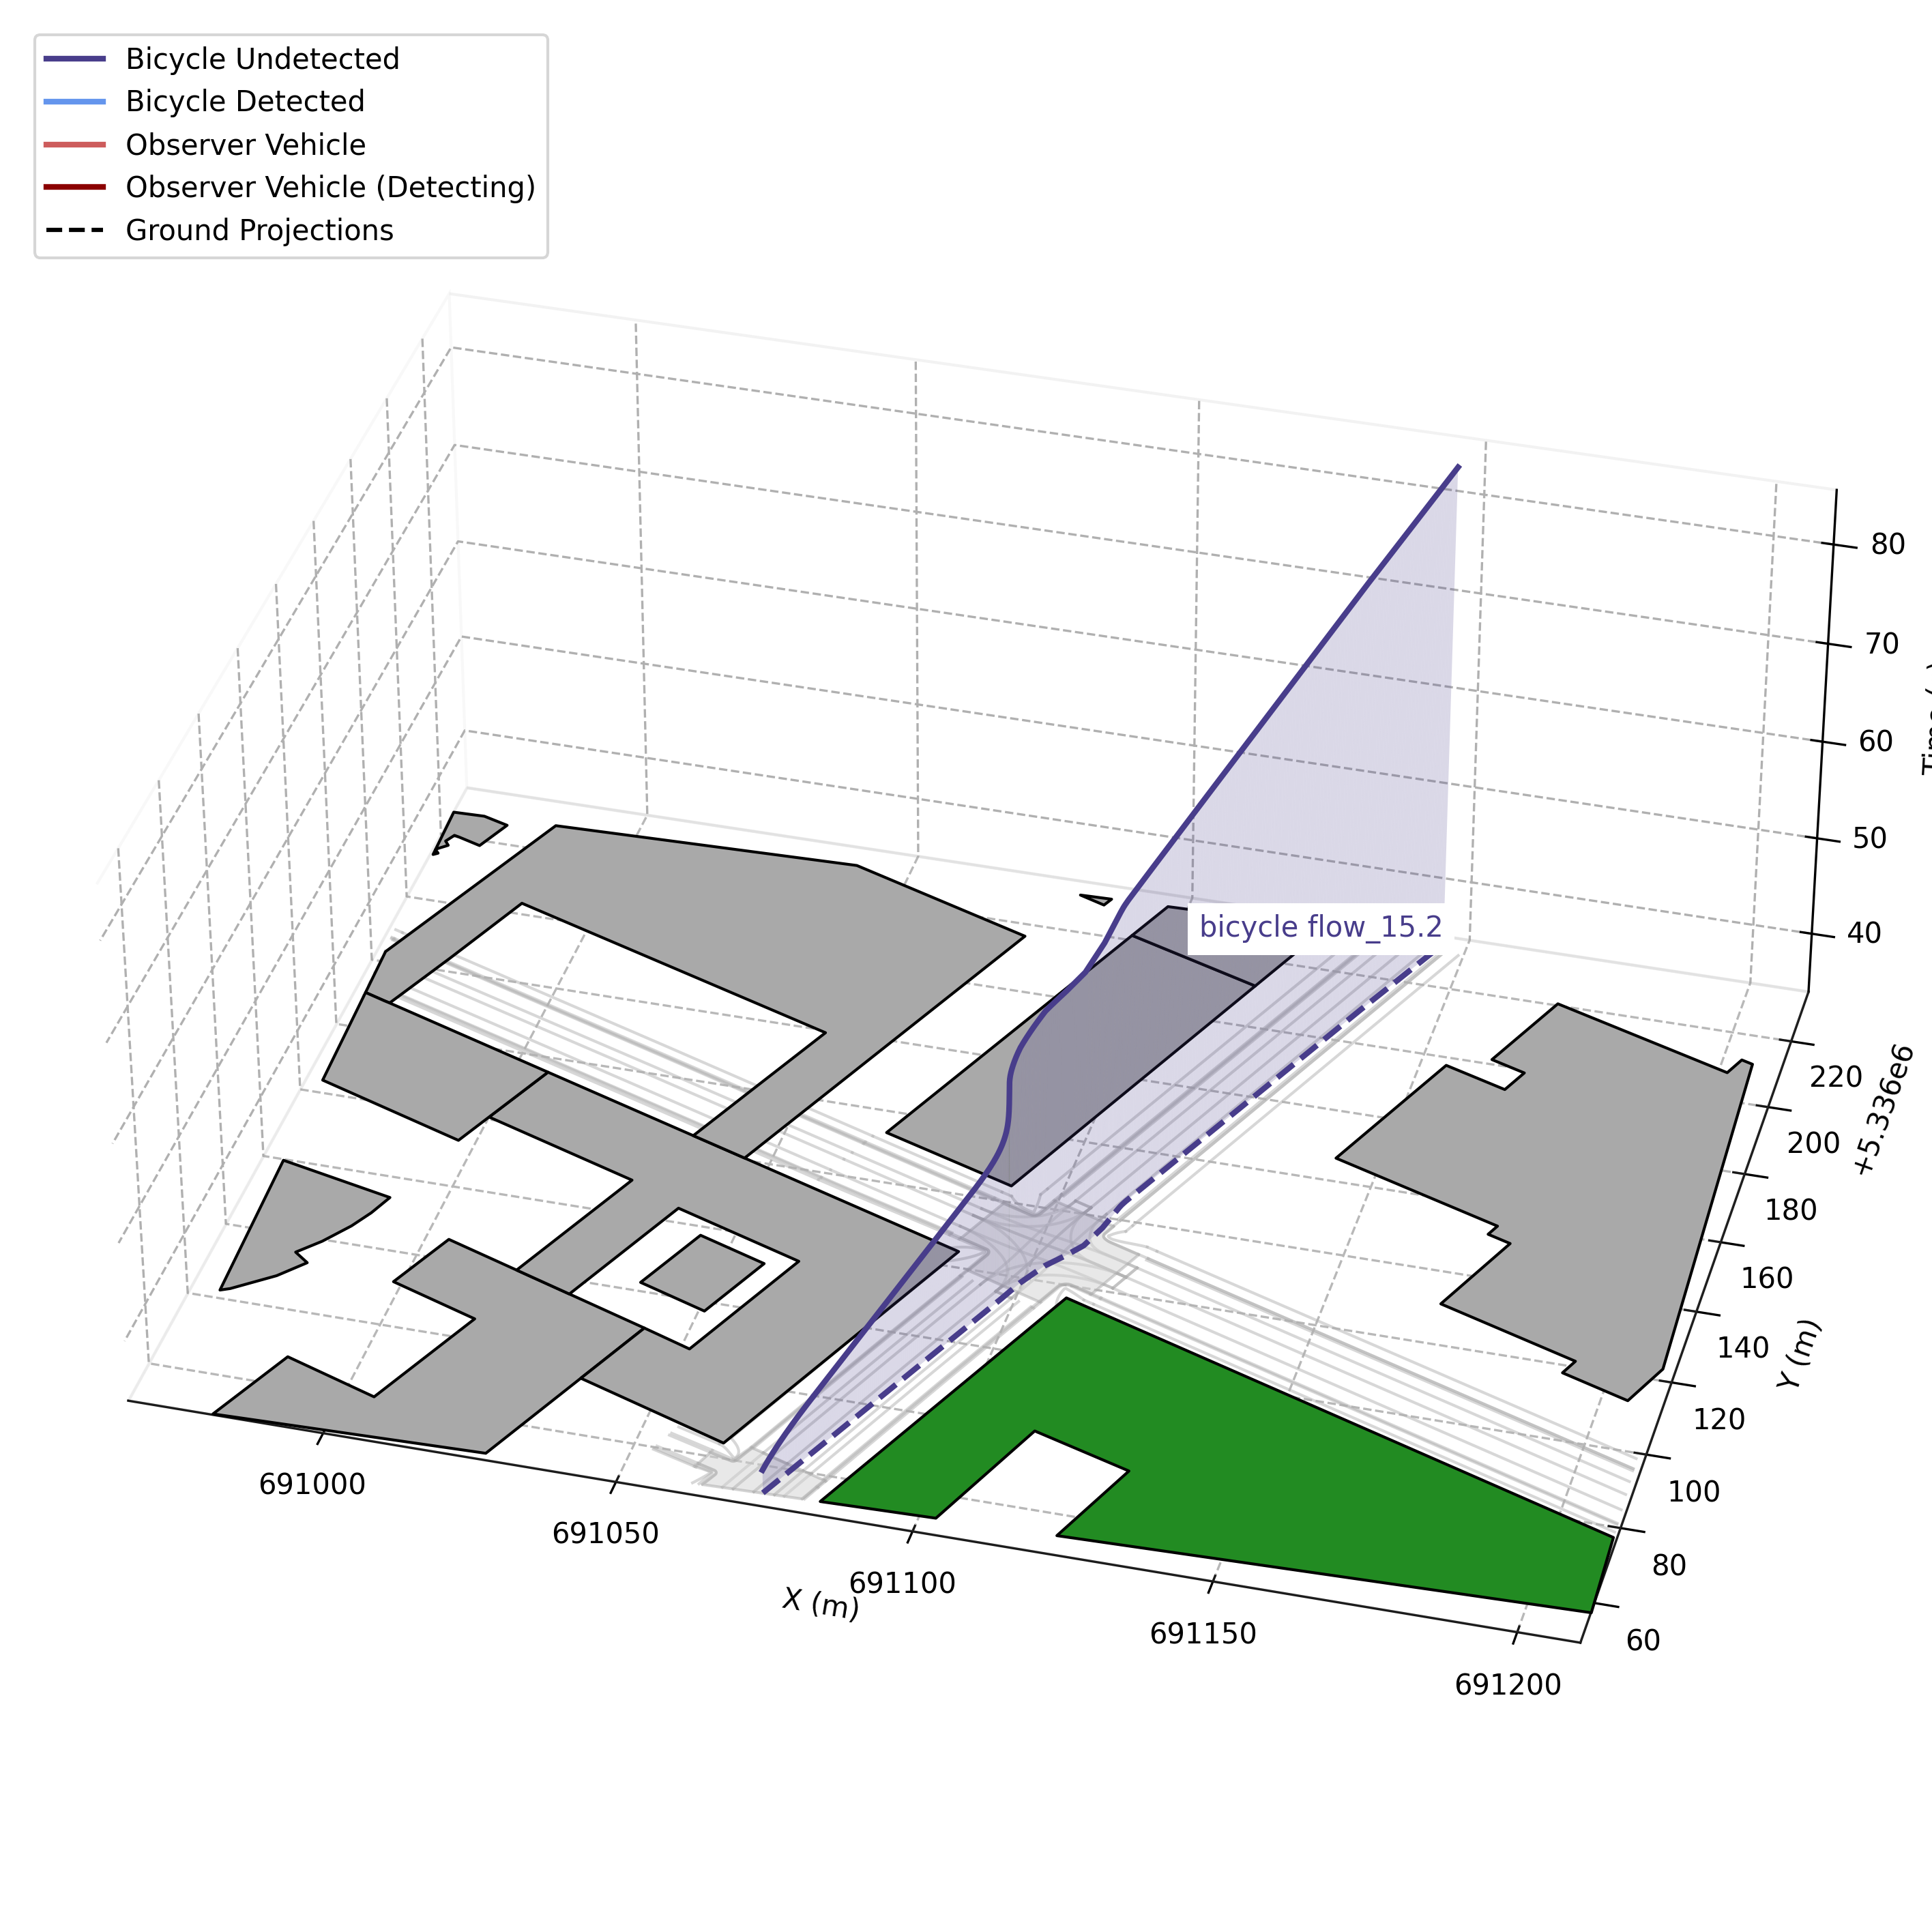 Bicycle Undetected
Bicycle Detected
Observer Vehicle
Observer Vehicle (Detecting)
Ground Projections
80
70
60
50
40
bicycle flow_15.2
220
200
180
160
140
120
100
80
60
+5.336e6
Y (m)
691000
691050
691100
691150
691200
X (m)